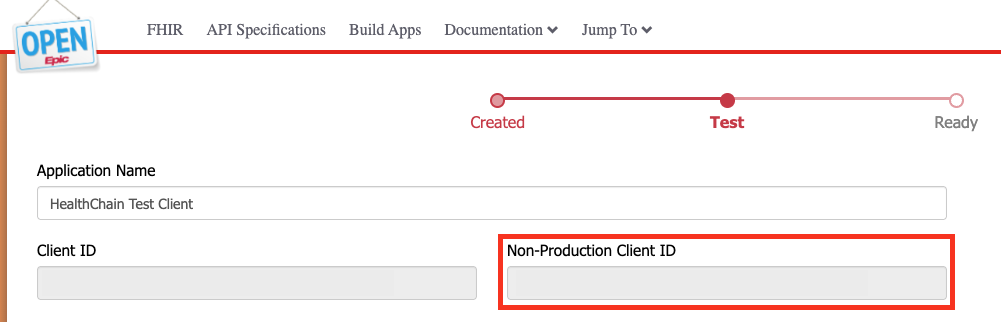 OPEN
Epic
FHIR API Specifications Build Apps Documentation Jump To
Created Test Ready
Application Name
HealthChain Test Client
Client ID Non-Production Client ID